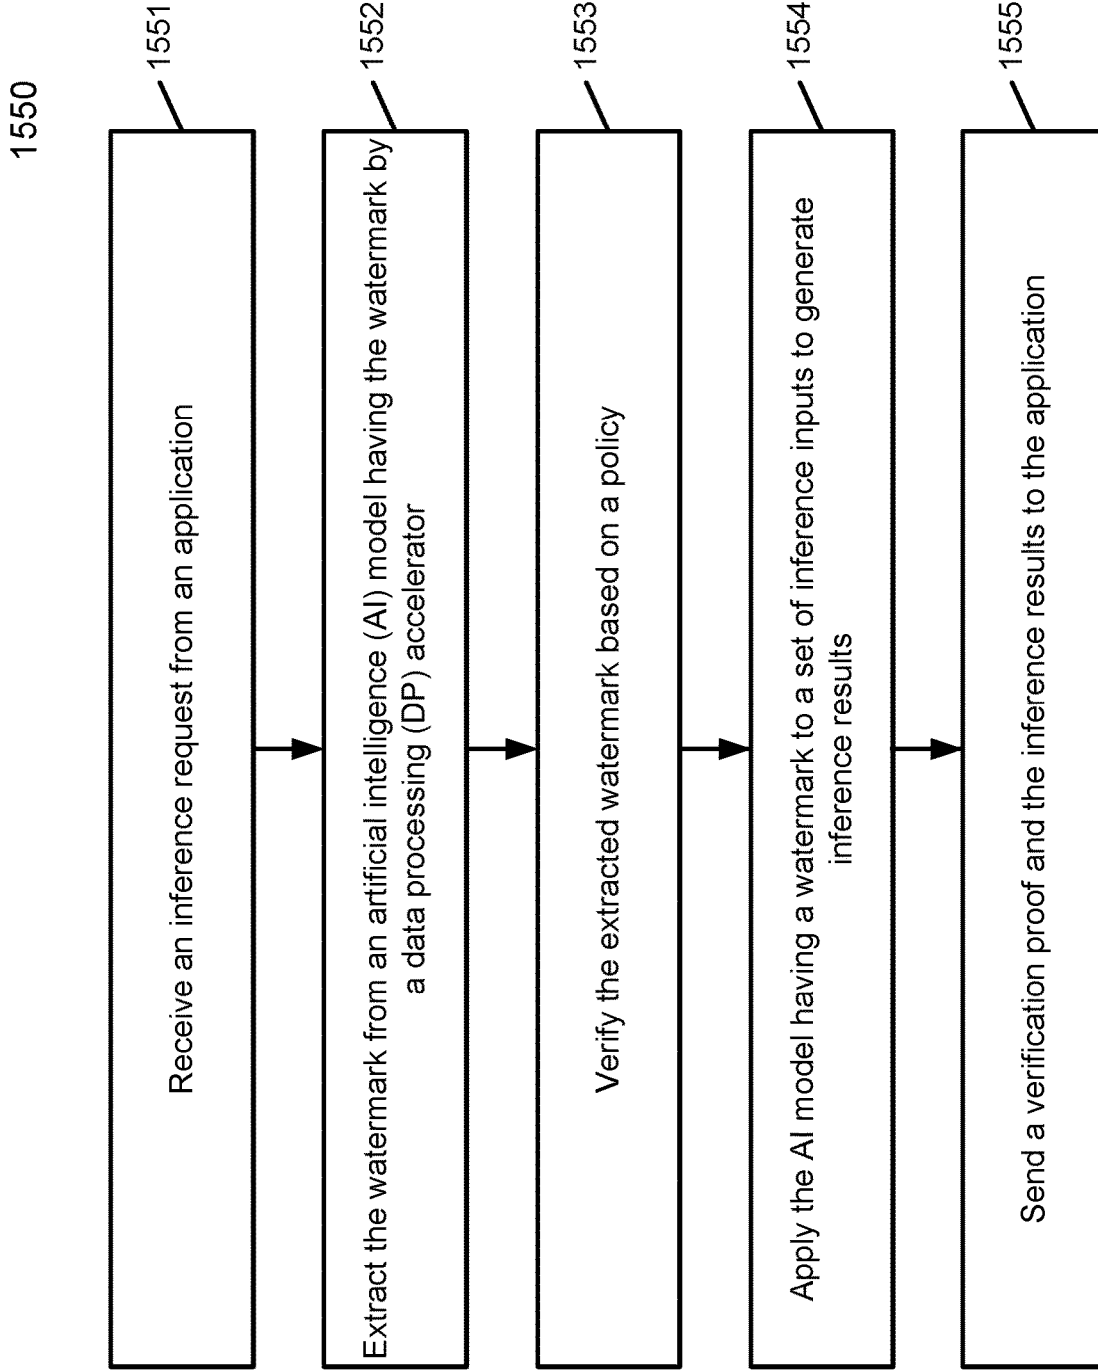 1550
1551
Receive an inference request from an application
1552
Extract the watermark from an artificial intelligence (AI) model having the watermark by
a data processing (DP) accelerator
1553
Verify the extracted watermark based on a policy
1554
Apply the AI model having a watermark to a set of inference inputs to generate
inference results
1555
Send a verification proof and the inference results to the application